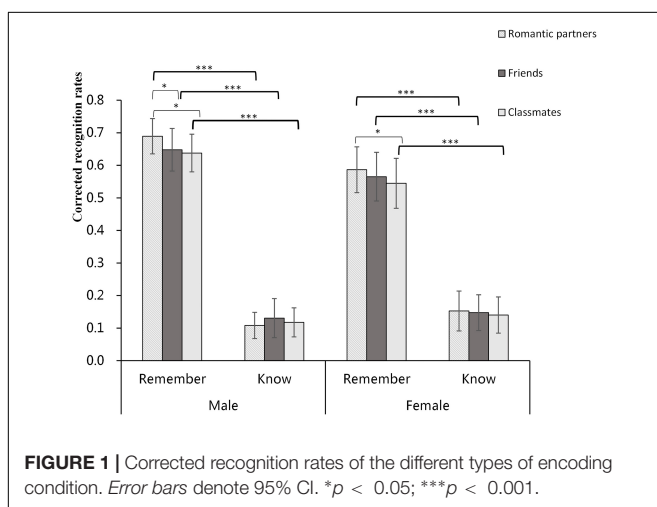 Romantic partners
Friends
Classmates
Corrected recognition rates
0.8
0.7
0.6
0.5
0.4
0.3
0.2
0.1
0.0
***
*
***
*
***
***
***
*
***
Remember Know Remember Know
Male Female
FIGURE 1 | Corrected recognition rates of the different types of encoding
condition. Error bars denote 95% CI. *p < 0.05; ***p < 0.001.